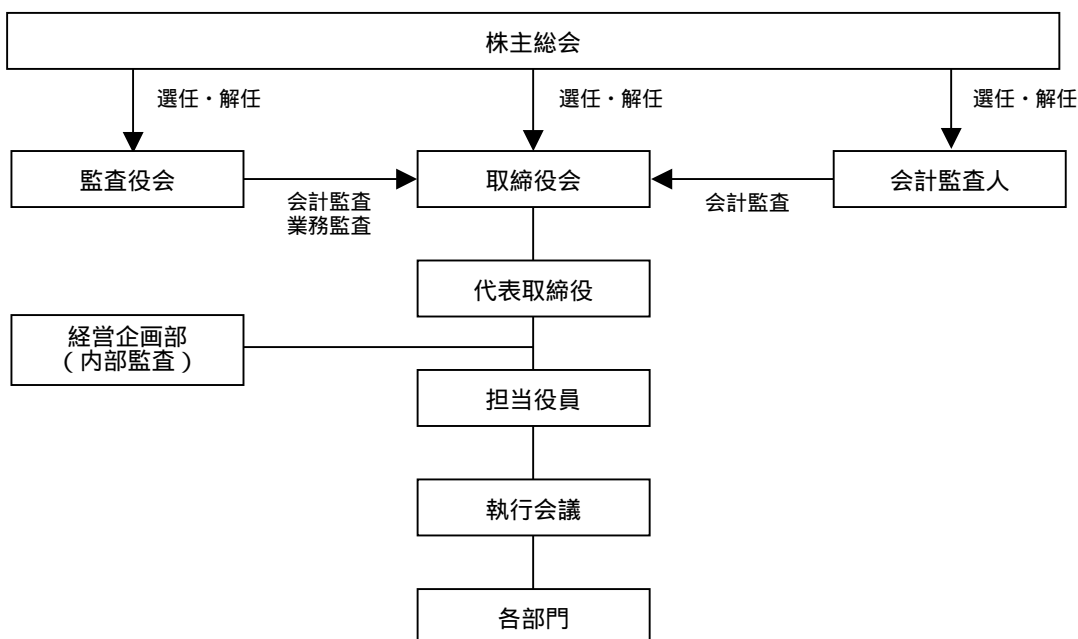 株主総会
選任・解任
選任・解任
選任・解任
監査役会
取締役会
会計監査人
会計監査
業務監査
会計監査
代表取締役
経営企画部
（内部監査）
担当役員
執行会議
各部門